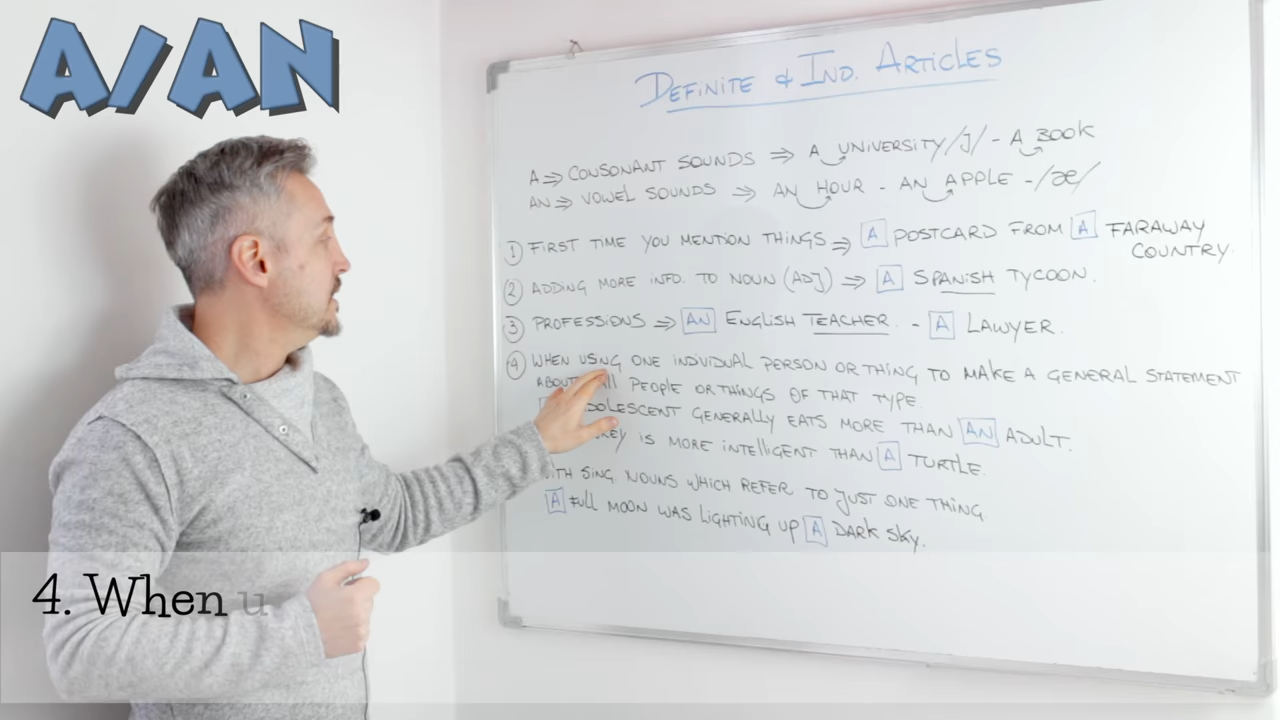 A/AN
DEFINITE & IND. ARTICLES
A ⇒ CONSONANT SOUNDS ⇒ A UNIVERSITY /J/ - A BOOK
AN ⇒ VOWEL SOUNDS ⇒ AN HOUR - AN APPLE - /æ/
① FIRST TIME YOU MENTION THINGS ⇒ A POSTCARD FROM A FARAWAY
COUNTRY.
② ADDING MORE INFO. TO NOUN (ADJ) ⇒ A SPANISH TYCOON.
③ PROFESSIONS ⇒ AN ENGLISH TEACHER. - A LAWYER.
④ WHEN USING ONE INDIVIDUAL PERSON OR THING TO MAKE A GENERAL STATEMENT
ABOUT All PEOPLE OR THINGS OF THAT TYPE.
DOLESCENT GENERALLY EATS MORE THAN AN ADULT.
KEY IS MORE INTELLIGENT THAN A TURTLE.
ITH SING. NOUNS WHICH REFER TO JUST ONE THING.
A FULL MOON WAS LIGHTING UP A DARK SKY.
4. When u